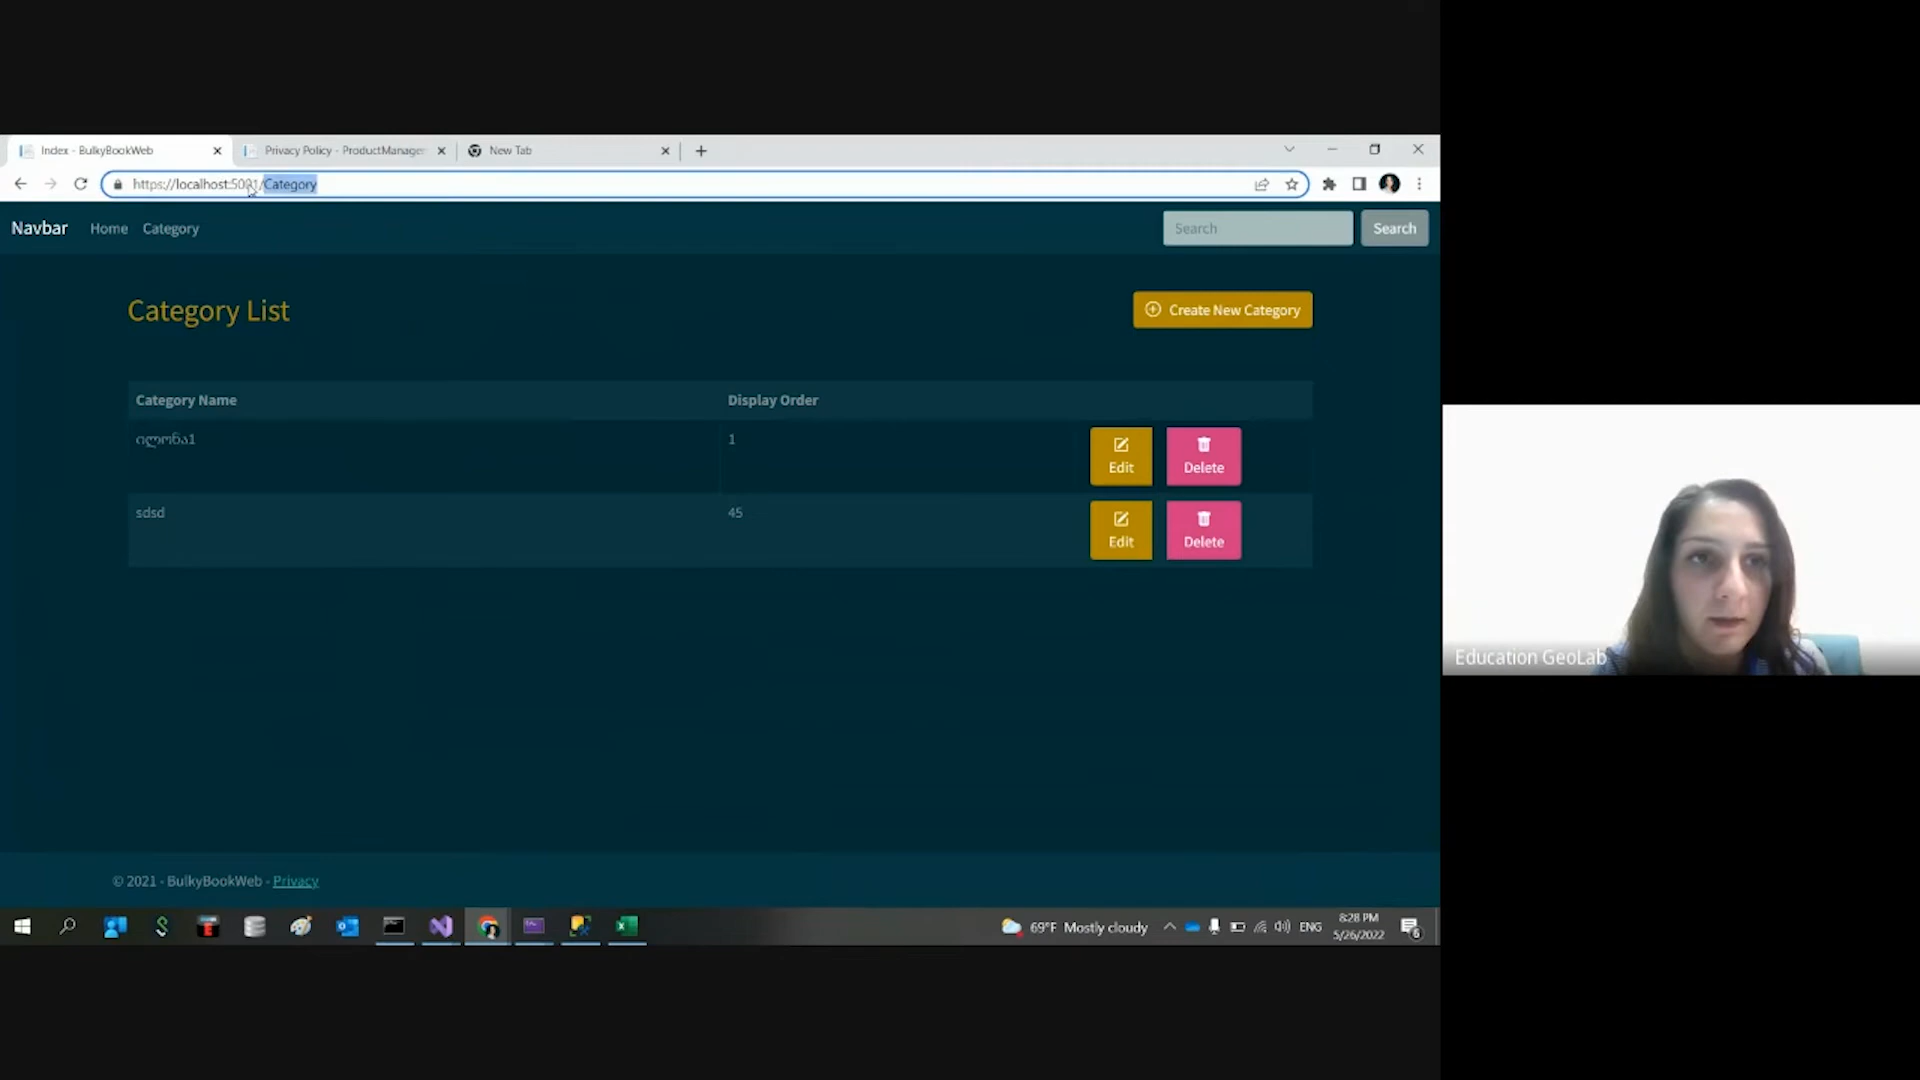 Index - BulkyBookWeb
Privacy Policy - ProductManager
New Tab
https://localhost:5001/Category
Navbar
Home
Category
Search
Search
Category List
Create New Category
Category Name
Display Order
ილონა1
1
Edit
Delete
sdsd
45
Edit
Delete
© 2021 - BulkyBookWeb - Privacy
69°F Mostly cloudy
ENG
8:28 PM
5/26/2022
6
Education GeoLab